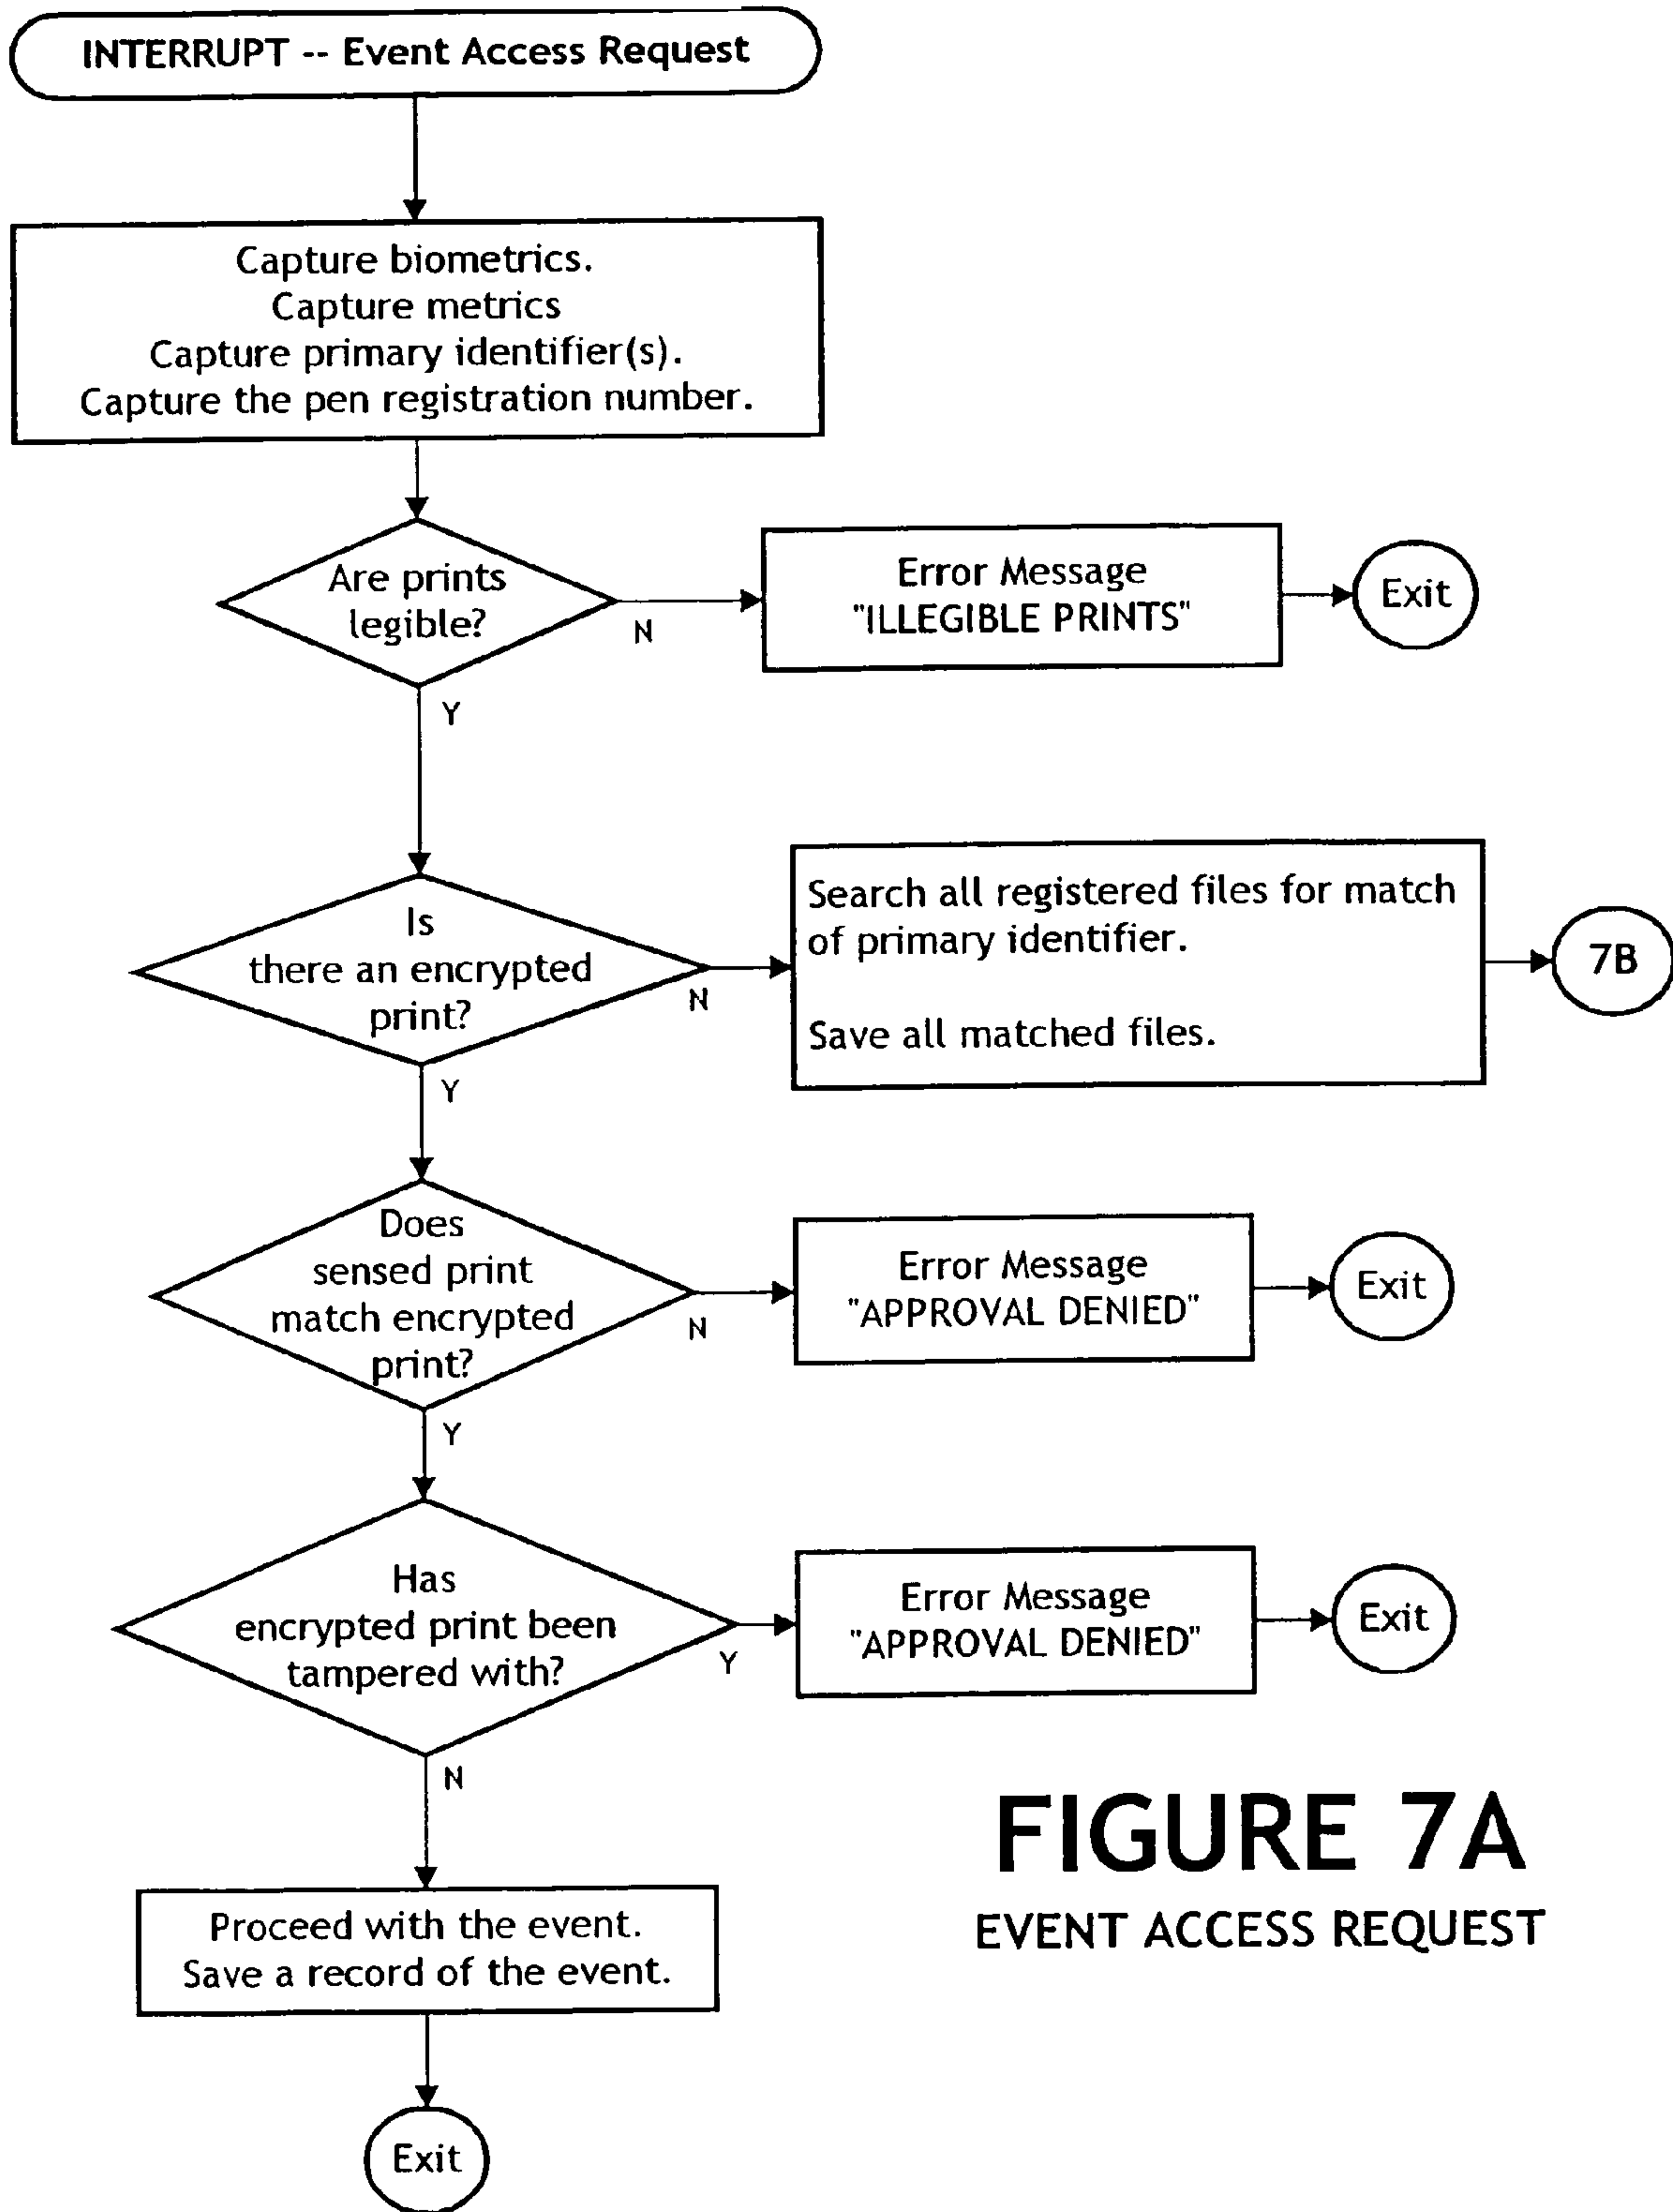 INTERRUPT -- Event Access Request
Capture biometrics.
Capture metrics
Capture primary identifier(s).
Capture the pen registration number.
Are prints
legible?
N
Error Message
"ILLEGIBLE PRINTS"
Exit
Y
Is
there an encrypted
print?
N
Search all registered files for match
of primary identifier.
Save all matched files.
7B
Y
Does
sensed print
match encrypted
print?
N
Error Message
"APPROVAL DENIED"
Exit
Y
Has
encrypted print been
tampered with?
Y
Error Message
"APPROVAL DENIED"
Exit
N
Proceed with the event.
Save a record of the event.
Exit
FIGURE 7A
EVENT ACCESS REQUEST